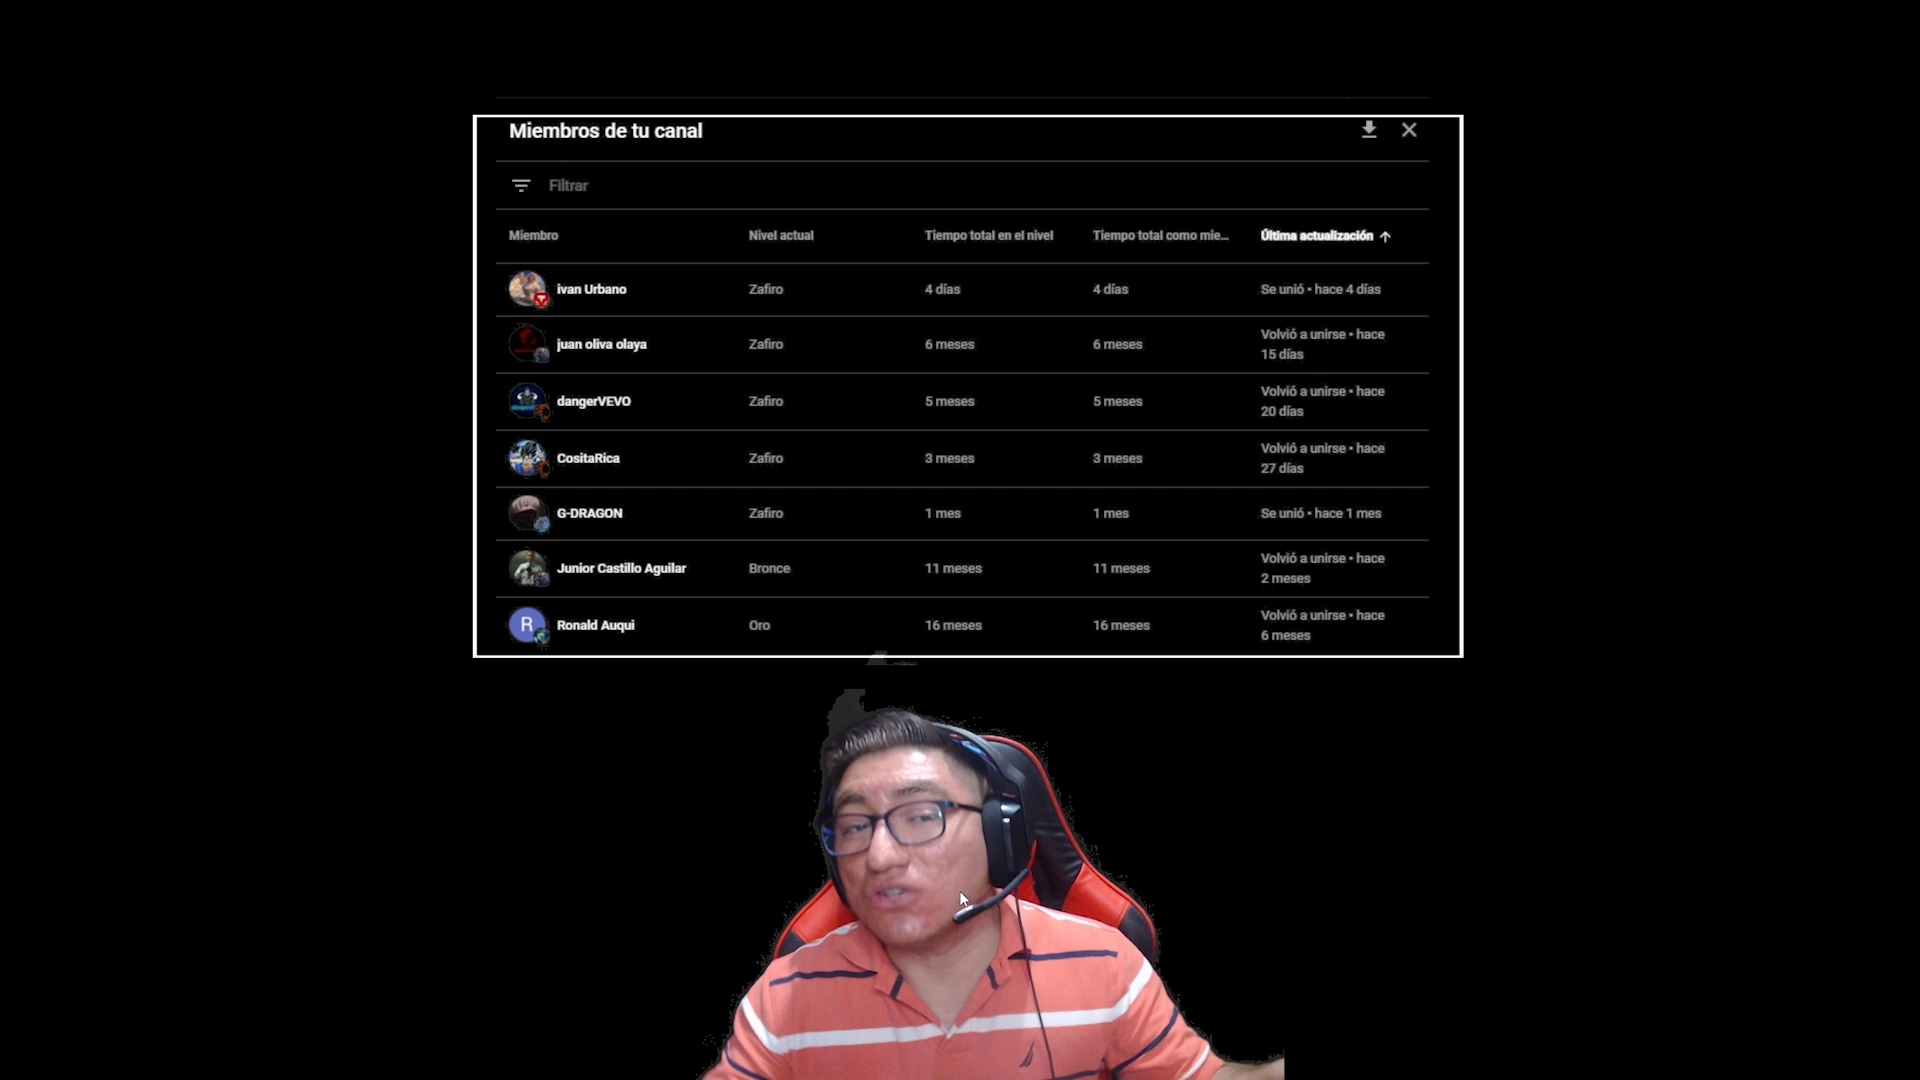 Miembros de tu canal
Filtrar
Miembro Nivel actual Tiempo total en el nivel Tiempo total como mie... Última actualización
ivan Urbano Zafiro 4 días 4 días Se unió • hace 4 días
juan oliva olaya Zafiro 6 meses 6 meses Volvió a unirse • hace
15 días
dangerVEVO Zafiro 5 meses 5 meses Volvió a unirse • hace
20 días
CositaRica Zafiro 3 meses 3 meses Volvió a unirse • hace
27 días
G-DRAGON Zafiro 1 mes 1 mes Se unió • hace 1 mes
Junior Castillo Aguilar Bronce 11 meses 11 meses Volvió a unirse • hace
2 meses
R Ronald Auqui Oro 16 meses 16 meses Volvió a unirse • hace
6 meses